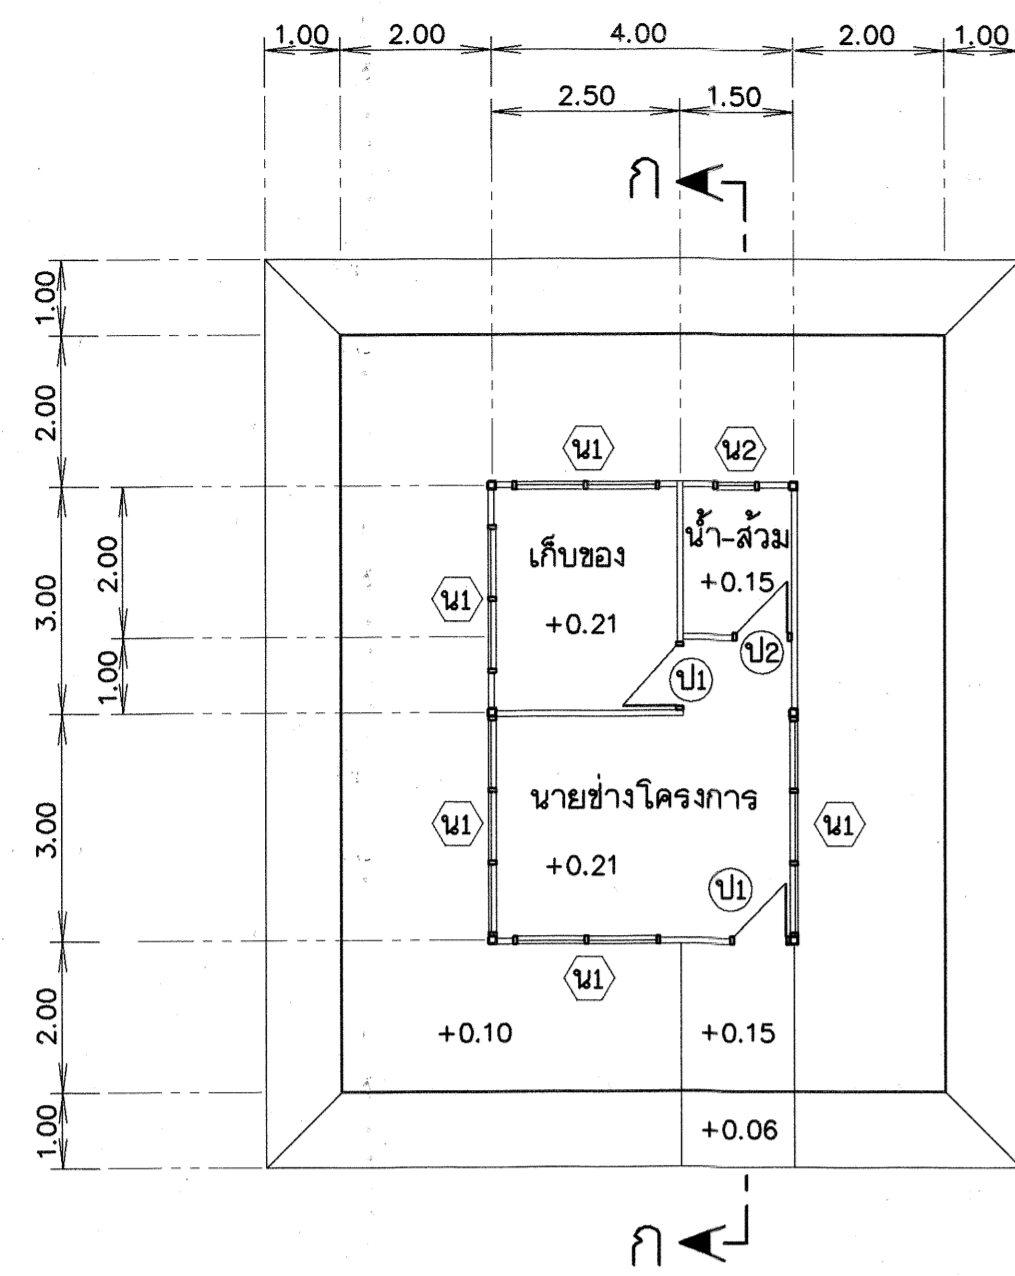 1.00 2.00 4.00 2.00 1.00
2.50 1.50
ก
1.00
2.00
น1 น2
3.00 2.00 เก็บของ น้ำ-ส้วม
+0.15
น1 +0.21
1.00 ป1 ป2
3.00 นายช่างโครงการ
น1 น1
+0.21 ป1
น1
2.00 +0.10 +0.15
1.00 +0.06
ก